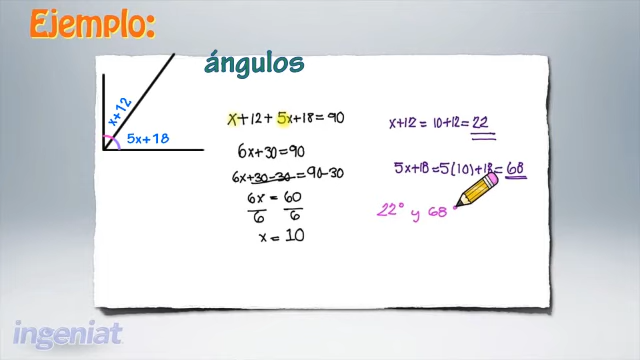 Ejemplo:
ángulos
x+12
5x+18
x+12+5x+18=90
6x+30=90
6x+30-30=90-30
6x = 60
6 6
x = 10
x+12 = 10+12= 22
5x+18=5(10)+18= 68
22° y 68°
ingeniat